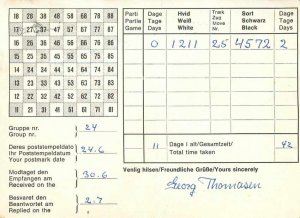 18 28 38 48 58 68 78 88
17 27 37 47 57 67 77 87
16 26 36 46 56 66 76 86
15 25 35 45 55 65 75 85
14 24 34 44 54 64 74 84
13 23 33 43 53 63 73 83
12 22 32 42 52 62 72 82
11 21 31 41 51 61 71 81
Gruppe nr. 24
Group nr.
Deres poststempeldato
Ihr Poststempeldatum 24.6
Your postmark date
Modtaget den
Empfangen am 30.6
Received on the
Besvaret den
Beantwortet am 2.7
Replied on the
Parti Partie Game
Dage Tage Days
Hvid Weiß White
Træk Zug Move Nr.
Sort Schwarz Black
Dage Tage Days
0 1211 25 4572 2
11 Dage i alt/Gesamtzeit/ 42
Total time taken
Venlig hilsen/Freundliche Grüße/Yours sincerely
Georg Thomasen